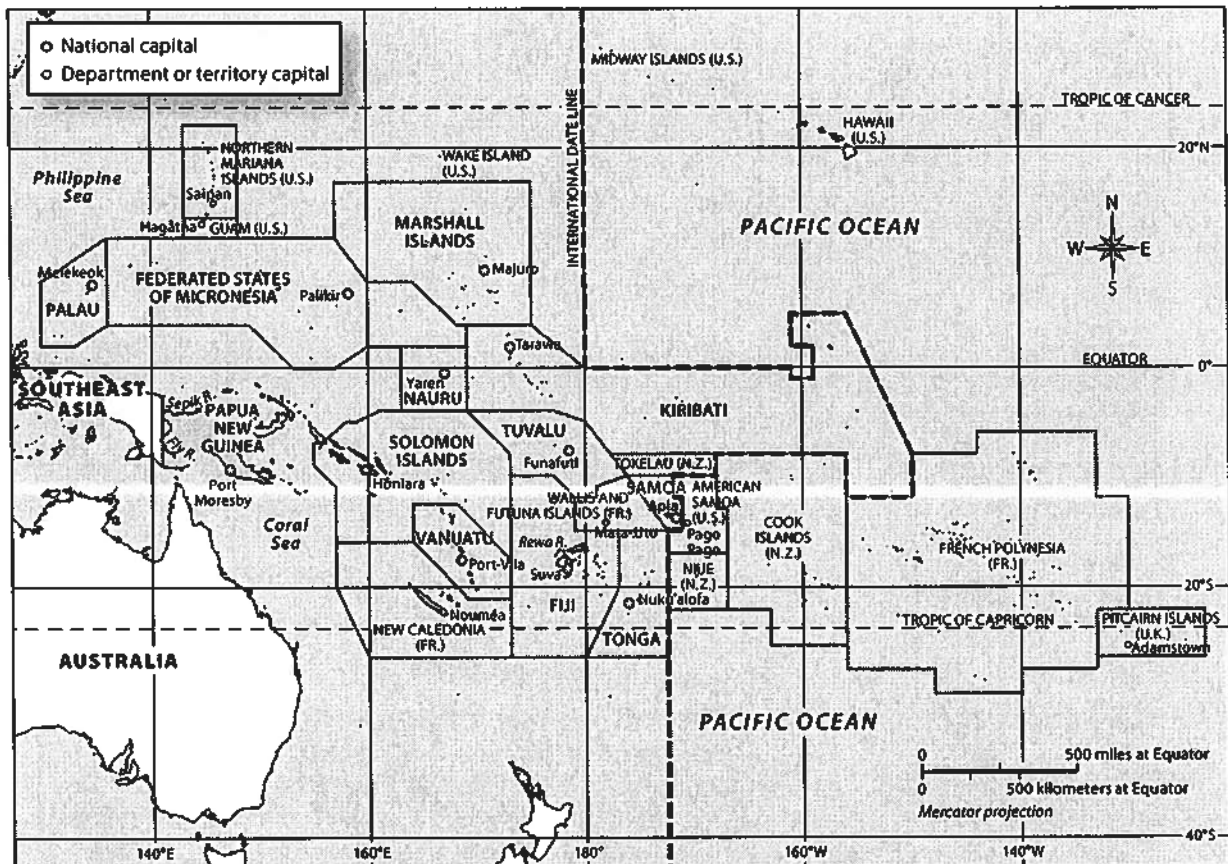 National capital
Department or territory capital
MIDWAY ISLANDS (U.S.)
INTERNATIONAL DATE LINE
TROPIC OF CANCER
HAWAII
(U.S.)
20°N
NORTHERN
MARIANA
ISLANDS (U.S.)
WAKE ISLAND
(U.S.)
Philippine
Sea
Saipan
Hagåtña
GUAM (U.S.)
MARSHALL
ISLANDS
PACIFIC OCEAN
N
W
E
S
Melekeok
PALAU
FEDERATED STATES
OF MICRONESIA
Palikir
Majuro
Tarawa
EQUATOR
0°
Yaren
NAURU
SOUTHEAST
ASIA
Sepik R.
PAPUA
NEW
GUINEA
KIRIBATI
SOLOMON
ISLANDS
TUVALU
Funafuti
TOKELAU (N.Z.)
Port
Moresby
Honiara
SAMOA
Apia
AMERICAN
SAMOA
(U.S.)
WALLIS AND
FUTUNA ISLANDS (FR.)
Mata-Utu
Pago
Pago
Coral
Sea
VANUATU
Port-Vila
Rewa R.
Suva
FIJI
COOK
ISLANDS
(N.Z.)
FRENCH POLYNESIA
(FR.)
NIUE
(N.Z.)
20°S
Nouméa
NEW CALEDONIA
(FR.)
Nuku'alofa
TONGA
TROPIC OF CAPRICORN
PITCAIRN ISLANDS
(U.K.)
Adamstown
AUSTRALIA
PACIFIC OCEAN
0
500 miles at Equator
0
500 kilometers at Equator
Mercator projection
40°S
140°E
160°E
180°
160°W
140°W